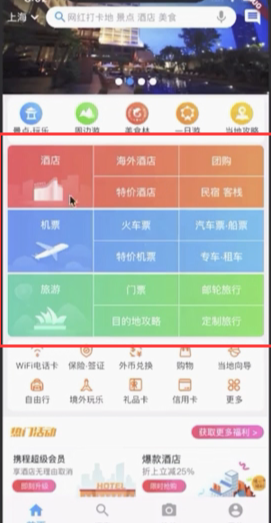 上海
网红打卡地 景点 酒店 美食
景点·玩乐 周边游 美食林 一日游 当地攻略
酒店 海外酒店 团购
特价酒店 民宿 客栈
机票 火车票 汽车票·船票
特价机票 专车·租车
旅游 门票 邮轮旅行
目的地攻略 定制旅行
WiFi电话卡 保险·签证 外币兑换 购物 当地向导
自由行 境外玩乐 礼品卡 信用卡 更多
热门活动 获取更多福利 >
携程超级会员 爆款酒店
享酒店无理由取消 折上立减25%
即刻升级 限时抢购
HOTEL